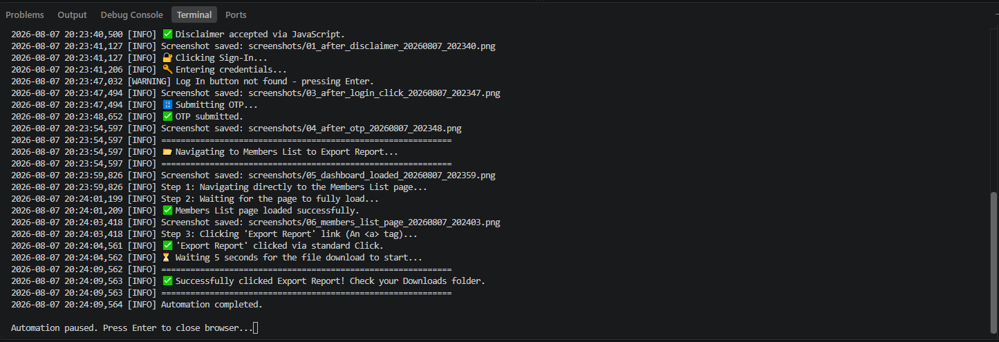 Problems Output Debug Console Terminal Ports
2026-08-07 20:23:40,500 [INFO] ✅ Disclaimer accepted via JavaScript.
2026-08-07 20:23:41,127 [INFO] Screenshot saved: screenshots/01_after_disclaimer_20260807_202340.png
2026-08-07 20:23:41,127 [INFO] 🔐 Clicking Sign-In...
2026-08-07 20:23:41,206 [INFO] 🔑 Entering credentials...
2026-08-07 20:23:47,032 [WARNING] Log In button not found - pressing Enter.
2026-08-07 20:23:47,494 [INFO] Screenshot saved: screenshots/03_after_login_click_20260807_202347.png
2026-08-07 20:23:47,494 [INFO] 🔢 Submitting OTP...
2026-08-07 20:23:48,652 [INFO] ✅ OTP submitted.
2026-08-07 20:23:54,597 [INFO] Screenshot saved: screenshots/04_after_otp_20260807_202348.png
2026-08-07 20:23:54,597 [INFO] ============================================================
2026-08-07 20:23:54,597 [INFO] 📂 Navigating to Members List to Export Report...
2026-08-07 20:23:54,597 [INFO] ============================================================
2026-08-07 20:23:59,826 [INFO] Screenshot saved: screenshots/05_dashboard_loaded_20260807_202359.png
2026-08-07 20:23:59,826 [INFO] Step 1: Navigating directly to the Members List page...
2026-08-07 20:24:01,199 [INFO] Step 2: Waiting for the page to fully load...
2026-08-07 20:24:01,209 [INFO] ✅ Members List page loaded successfully.
2026-08-07 20:24:03,418 [INFO] Screenshot saved: screenshots/06_members_list_page_20260807_202403.png
2026-08-07 20:24:03,418 [INFO] Step 3: Clicking 'Export Report' link (An <a> tag)...
2026-08-07 20:24:04,561 [INFO] ✅ 'Export Report' clicked via standard Click.
2026-08-07 20:24:04,562 [INFO] ⏳ Waiting 5 seconds for the file download to start...
2026-08-07 20:24:09,562 [INFO] ============================================================
2026-08-07 20:24:09,563 [INFO] ✅ Successfully clicked Export Report! Check your Downloads folder.
2026-08-07 20:24:09,563 [INFO] ============================================================
2026-08-07 20:24:09,564 [INFO] Automation completed.
Automation paused. Press Enter to close browser...